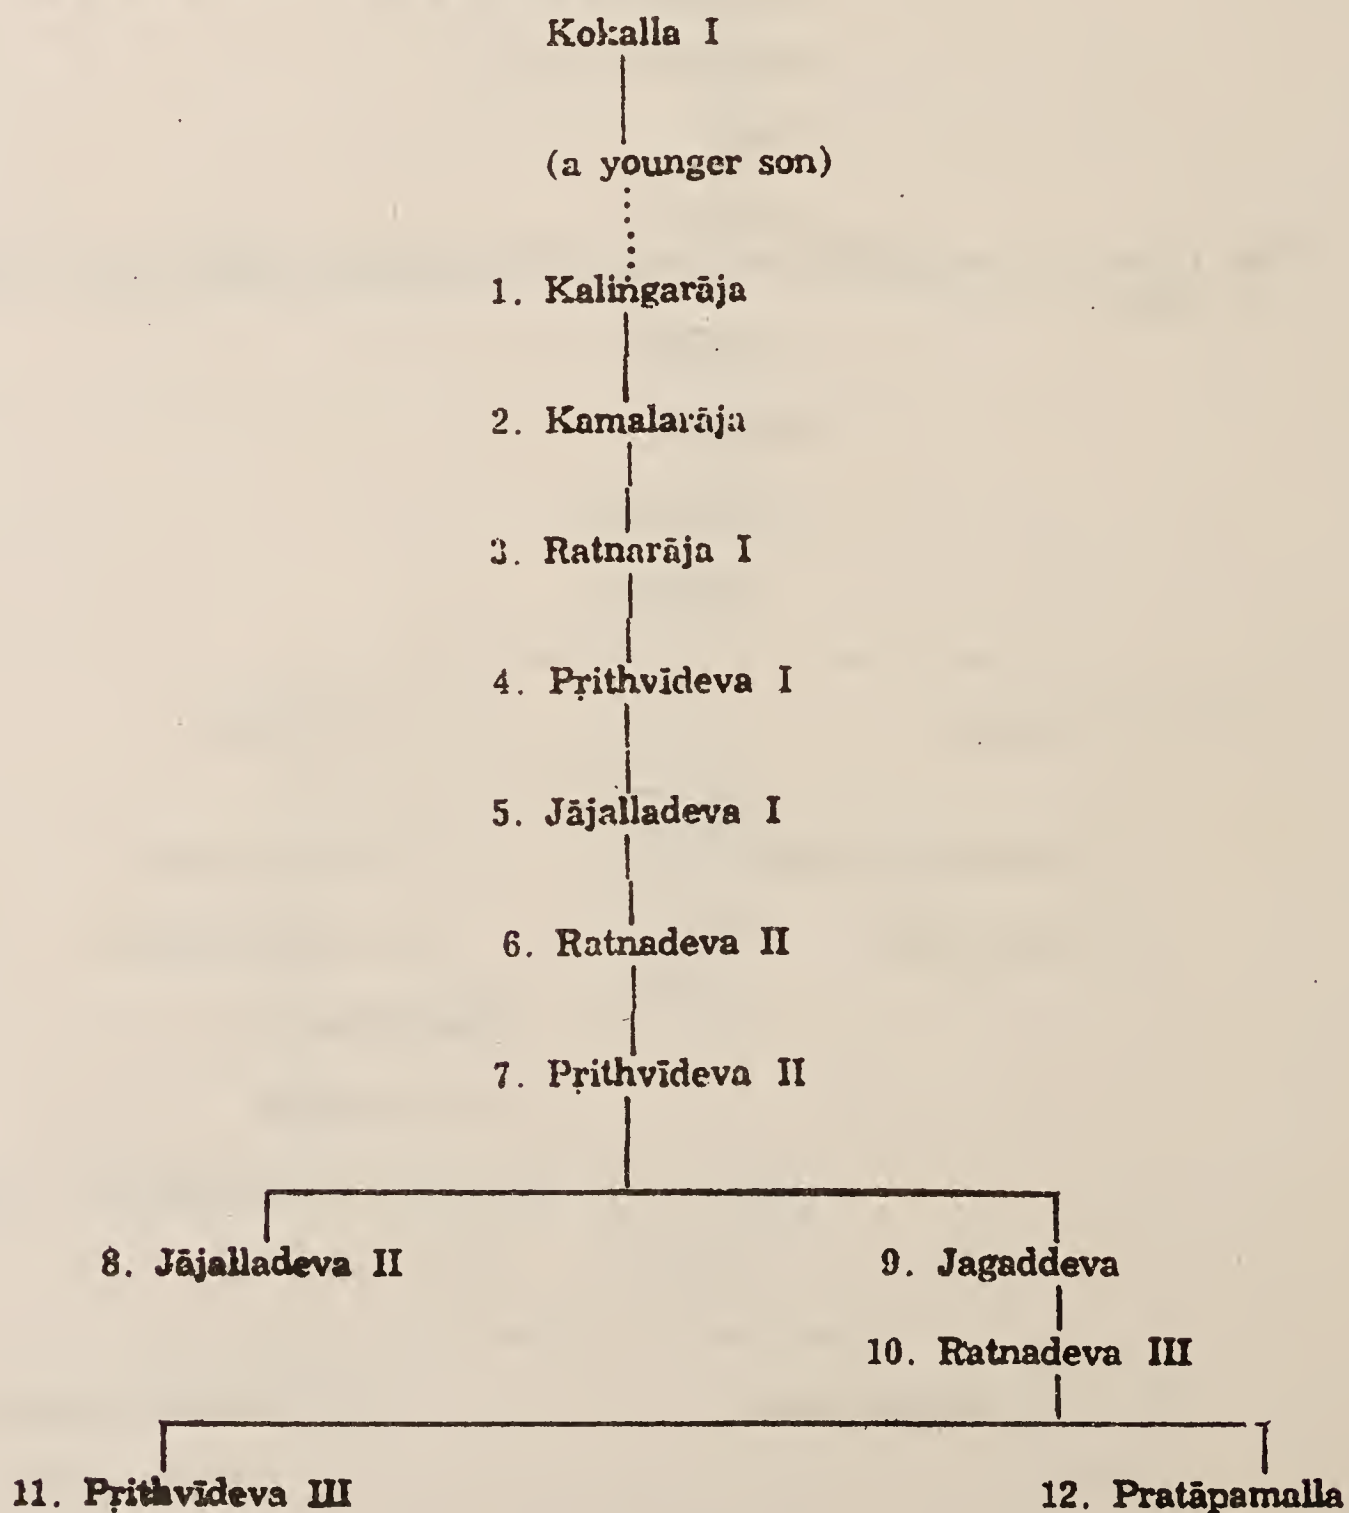 Kokalla I
(a younger son)
1. Kaliṅgarāja
2. Kamalarāja
3. Ratnarāja I
4. Pṛithvīdeva I
5. Jājalladeva I
6. Ratnadeva II
7. Pṛithvīdeva II
8. Jājalladeva II 9. Jagaddeva
10. Ratnadeva III
11. Pṛithvīdeva III 12. Pratāpamalla